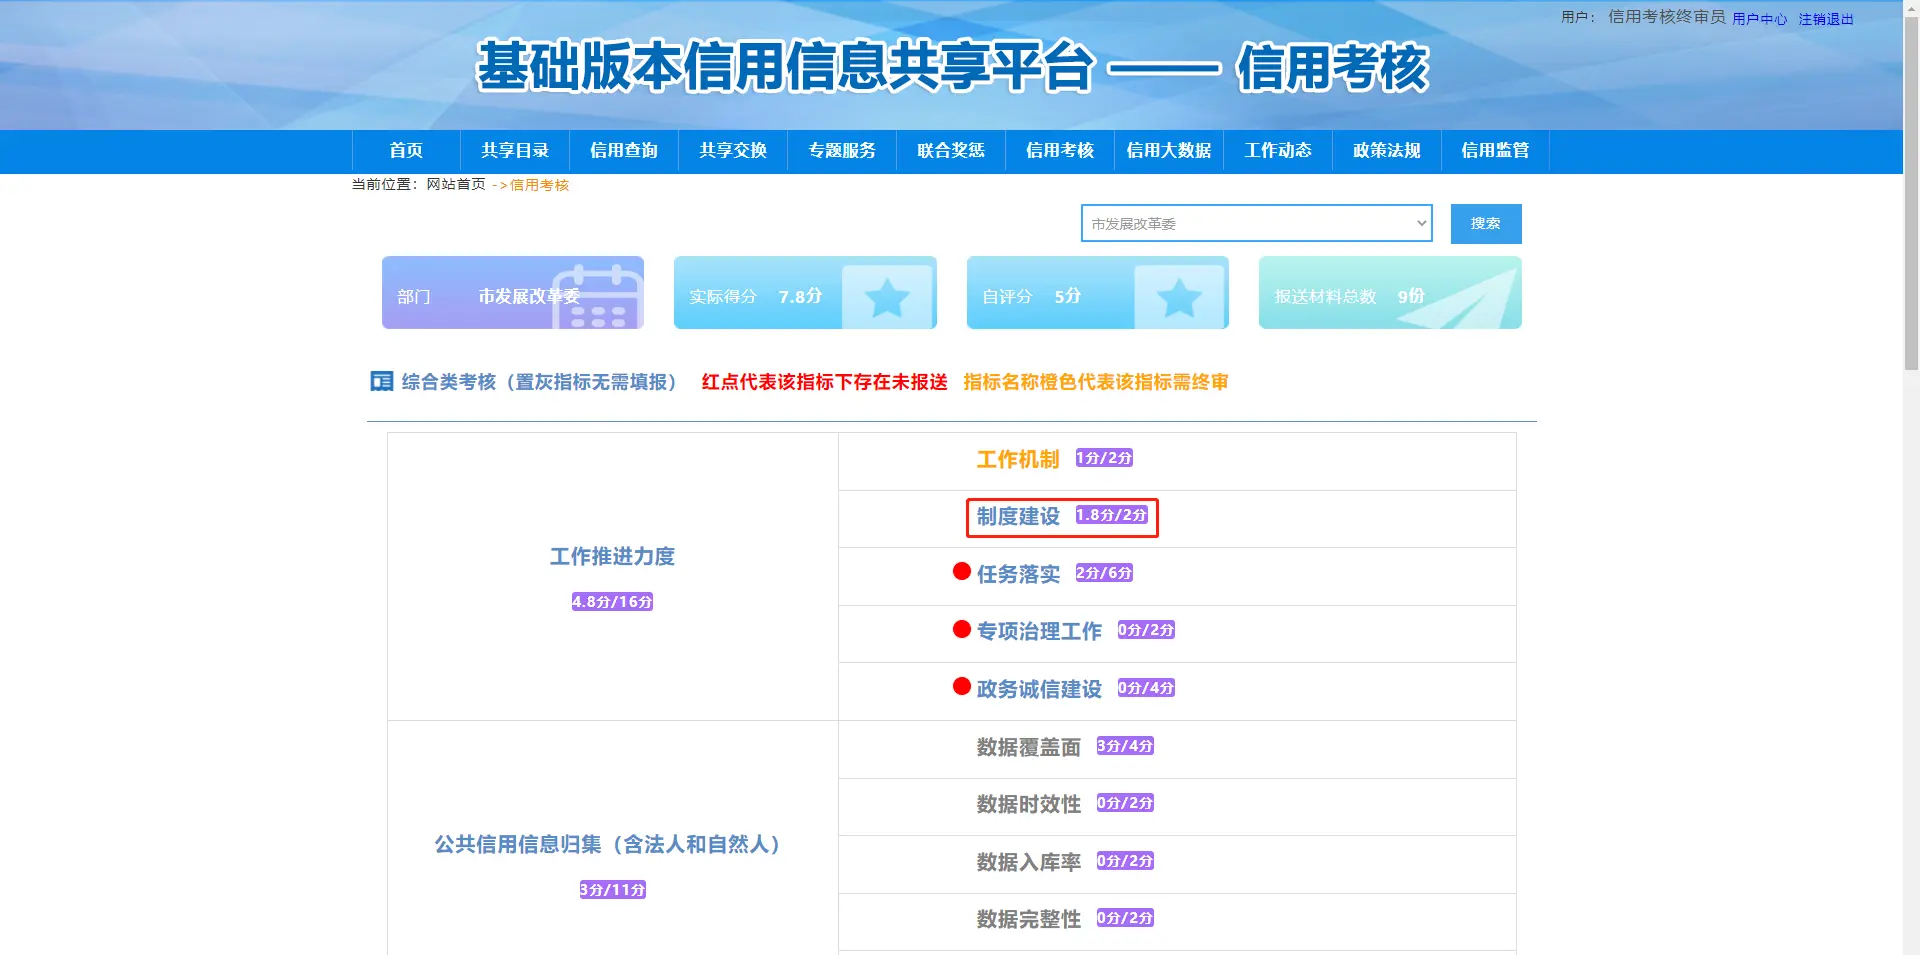 用户： 信用考核终审员 用户中心 注销退出
基础版本信用信息共享平台 —— 信用考核
首页 共享目录 信用查询 共享交换 专题服务 联合奖惩 信用考核 信用大数据 工作动态 政策法规 信用监管
当前位置：网站首页 ->信用考核
市发展改革委 搜索
部门 市发展改革委 实际得分 7.8分 自评分 5分 报送材料总数 9份
综合类考核（置灰指标无需填报） 红点代表该指标下存在未报送 指标名称橙色代表该指标需终审
工作推进力度
4.8分/16分
工作机制 1分/2分
制度建设 1.8分/2分
任务落实 2分/6分
专项治理工作 0分/2分
政务诚信建设 0分/4分
公共信用信息归集（含法人和自然人）
3分/11分
数据覆盖面 3分/4分
数据时效性 0分/2分
数据入库率 0分/2分
数据完整性 0分/2分